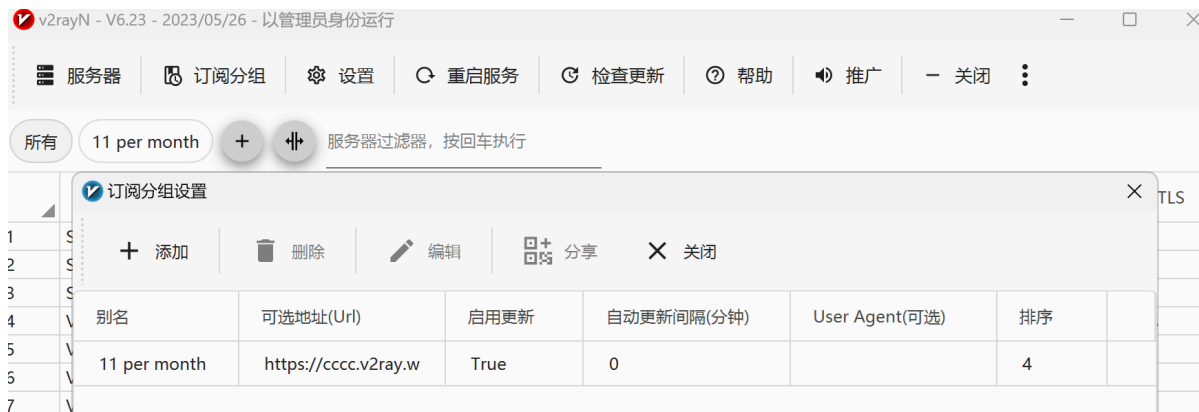 v2rayN - V6.23 - 2023/05/26 - 以管理员身份运行
服务器 订阅分组 设置 重启服务 检查更新 帮助 推广 关闭
所有 11 per month 服务器过滤器，按回车执行
订阅分组设置
TLS
添加 删除 编辑 分享 关闭
别名 可选地址(Url) 启用更新 自动更新间隔(分钟) User Agent(可选) 排序
11 per month https://cccc.v2ray.w True 0 4
1
2
3
4
5
6
7